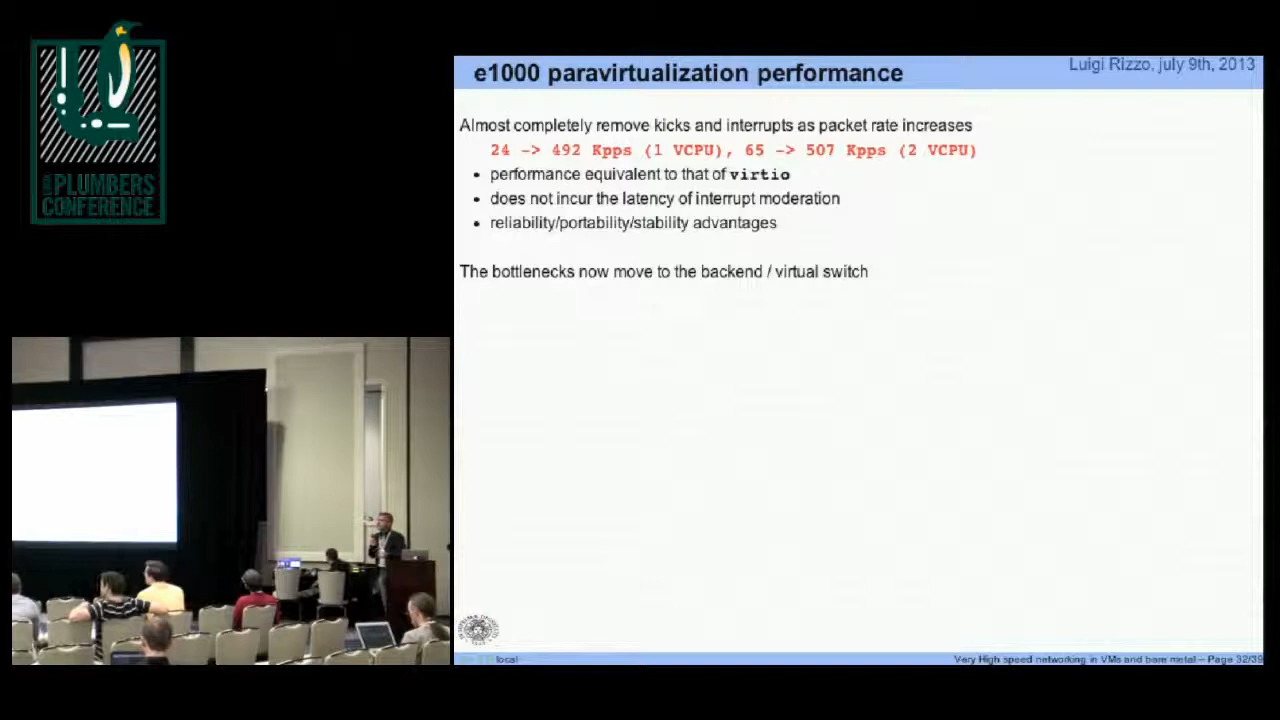 PLUMBERS
CONFERENCE
e1000 paravirtualization performance
Luigi Rizzo, july 9th, 2013
Almost completely remove kicks and interrupts as packet rate increases
24 -> 492 Kpps (1 VCPU), 65 -> 507 Kpps (2 VCPU)
• performance equivalent to that of virtio
• does not incur the latency of interrupt moderation
• reliability/portability/stability advantages
The bottlenecks now move to the backend / virtual switch
local
Very High speed networking in VMs and bare metal – Page 32/39